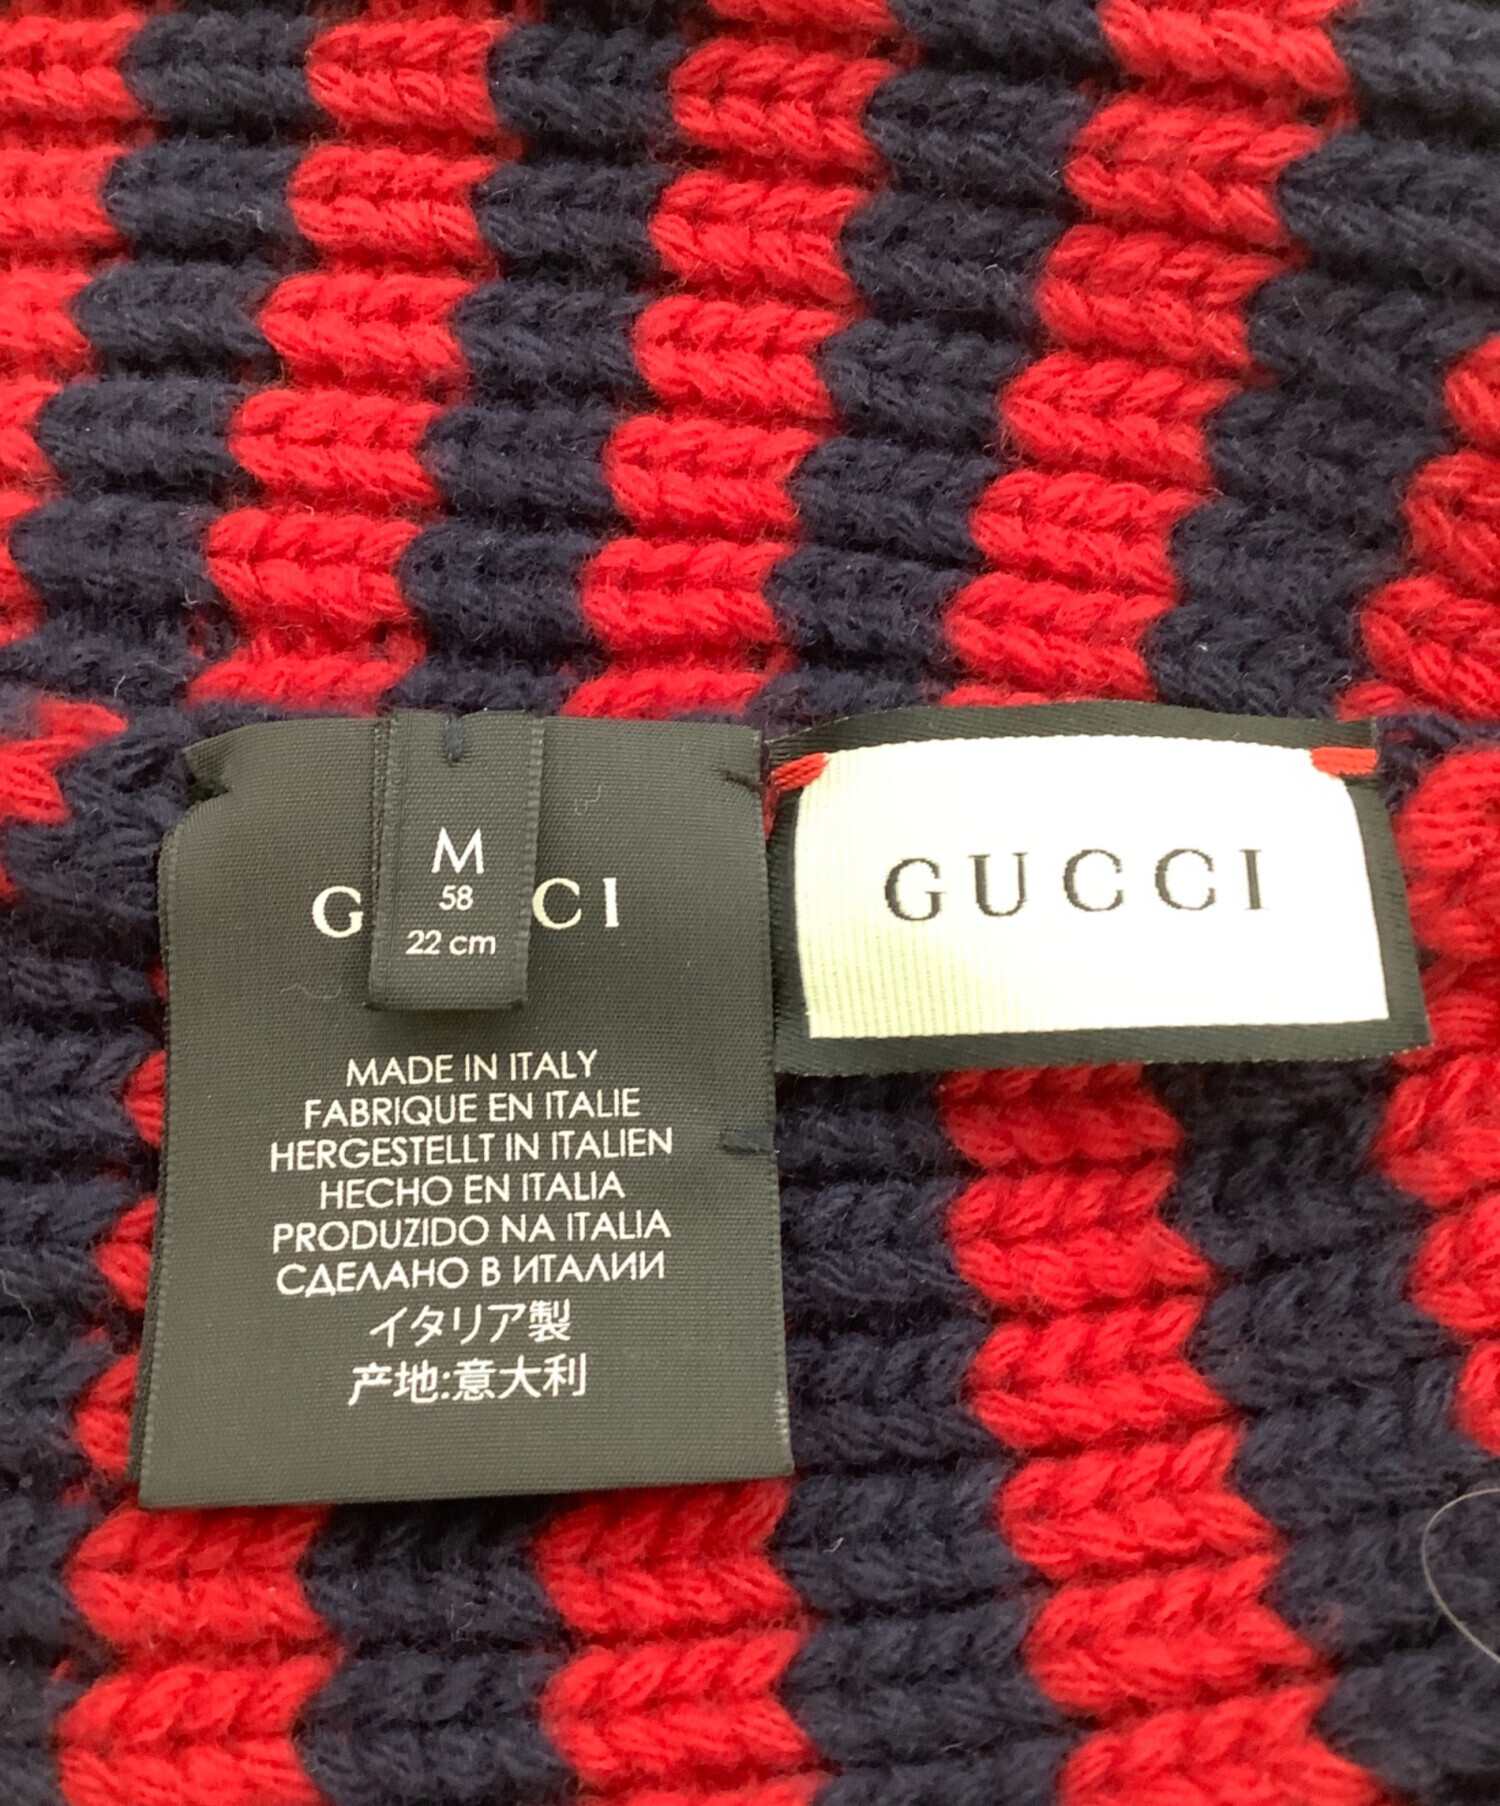 M
58
22 cm
G CI
MADE IN ITALY
FABRIQUE EN ITALIE
HERGESTELLT IN ITALIEN
HECHO EN ITALIA
PRODUZIDO NA ITALIA
СДЕЛАНО В ИТАЛИИ
イタリア製
产地:意大利
GUCCI